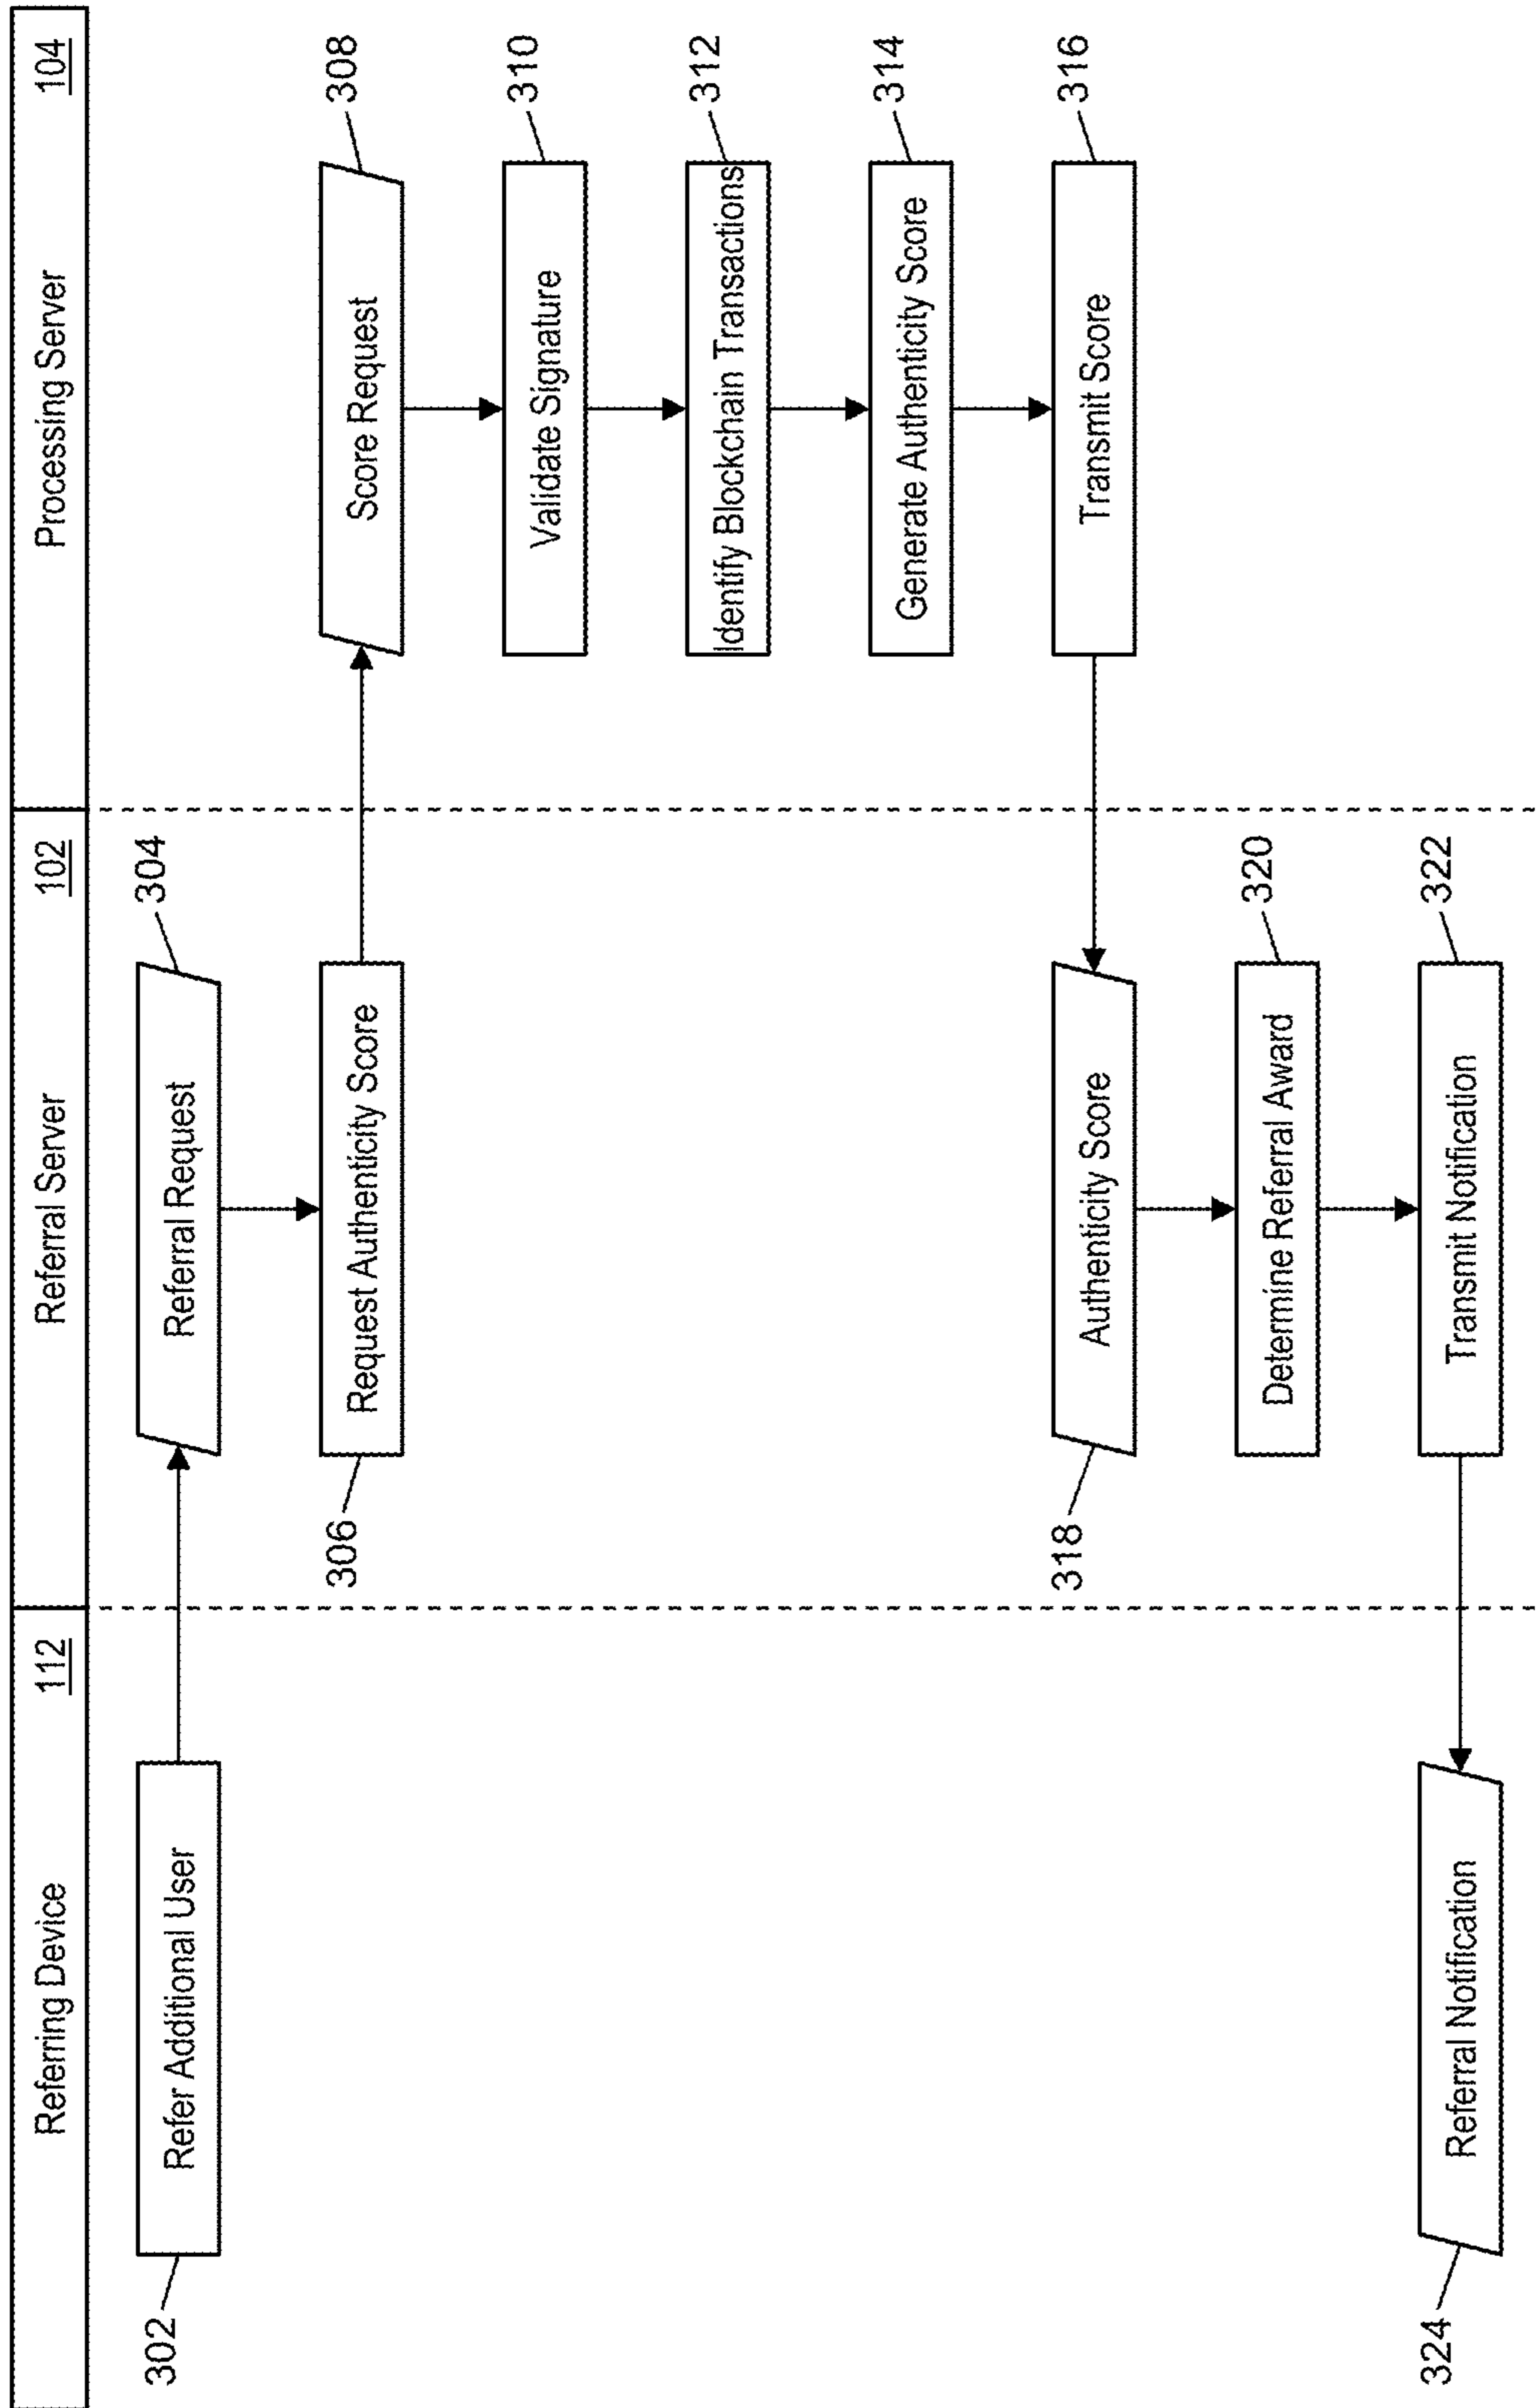 Referring Device 112
Referral Server 102
Processing Server 104
302
Refer Additional User
Referral Request
304
306
Request Authenticity Score
Score Request
308
Validate Signature
310
Identify Blockchain Transactions
312
Generate Authenticity Score
314
Transmit Score
316
318
Authenticity Score
Determine Referral Award
320
Transmit Notification
322
324
Referral Notification